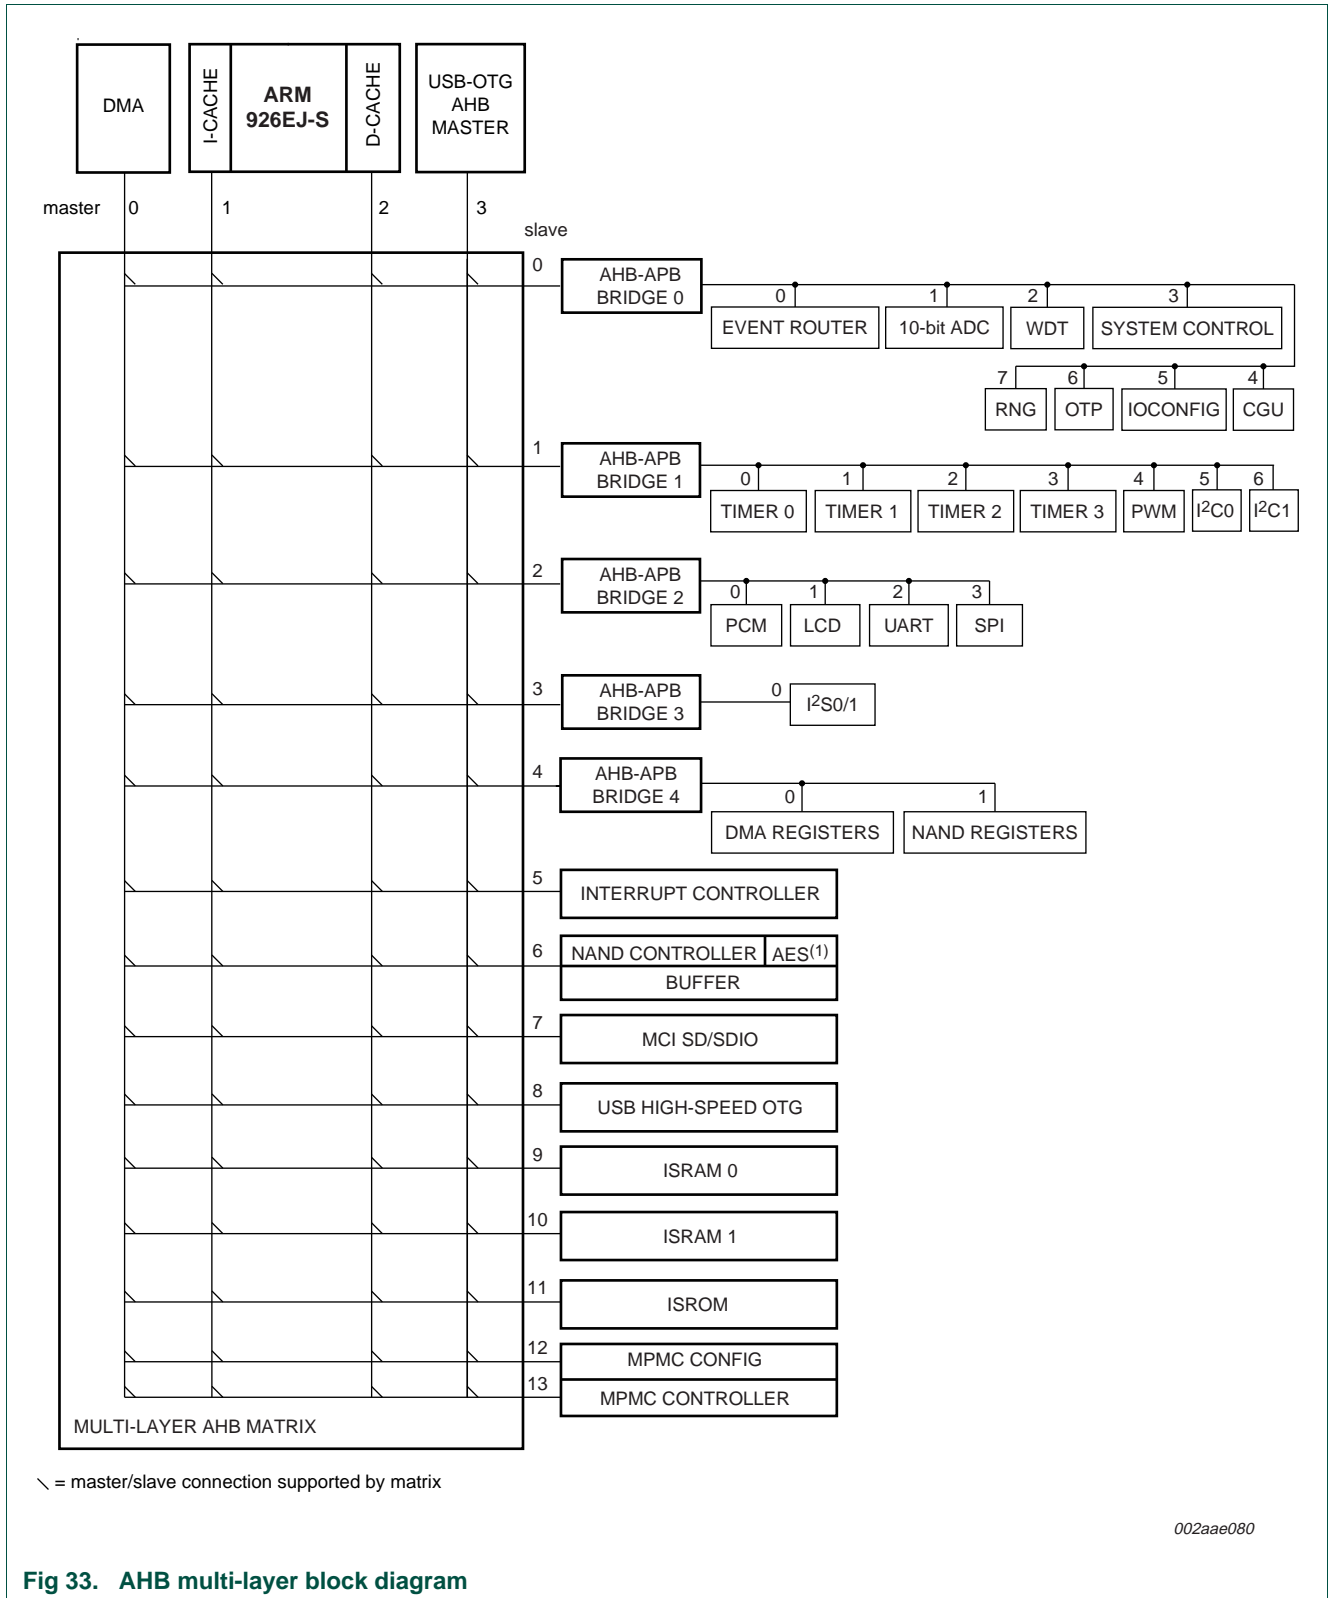 DMA
I-CACHE
ARM
926EJ-S
D-CACHE
USB-OTG
AHB
MASTER
master 0 1 2 3
slave
0
AHB-APB
BRIDGE 0
0 1 2 3
EVENT ROUTER 10-bit ADC WDT SYSTEM CONTROL
7 6 5 4
RNG OTP IOCONFIG CGU
1
AHB-APB
BRIDGE 1
0 1 2 3 4 5 6
TIMER 0 TIMER 1 TIMER 2 TIMER 3 PWM I²C0 I²C1
2
AHB-APB
BRIDGE 2
0 1 2 3
PCM LCD UART SPI
3
AHB-APB
BRIDGE 3
0
I²S0/1
4
AHB-APB
BRIDGE 4
0 1
DMA REGISTERS NAND REGISTERS
5
INTERRUPT CONTROLLER
6
NAND CONTROLLER AES(1)
BUFFER
7
MCI SD/SDIO
8
USB HIGH-SPEED OTG
9
ISRAM 0
10
ISRAM 1
11
ISROM
12
MPMC CONFIG
13
MPMC CONTROLLER
MULTI-LAYER AHB MATRIX
= master/slave connection supported by matrix
002aae080
Fig 33. AHB multi-layer block diagram